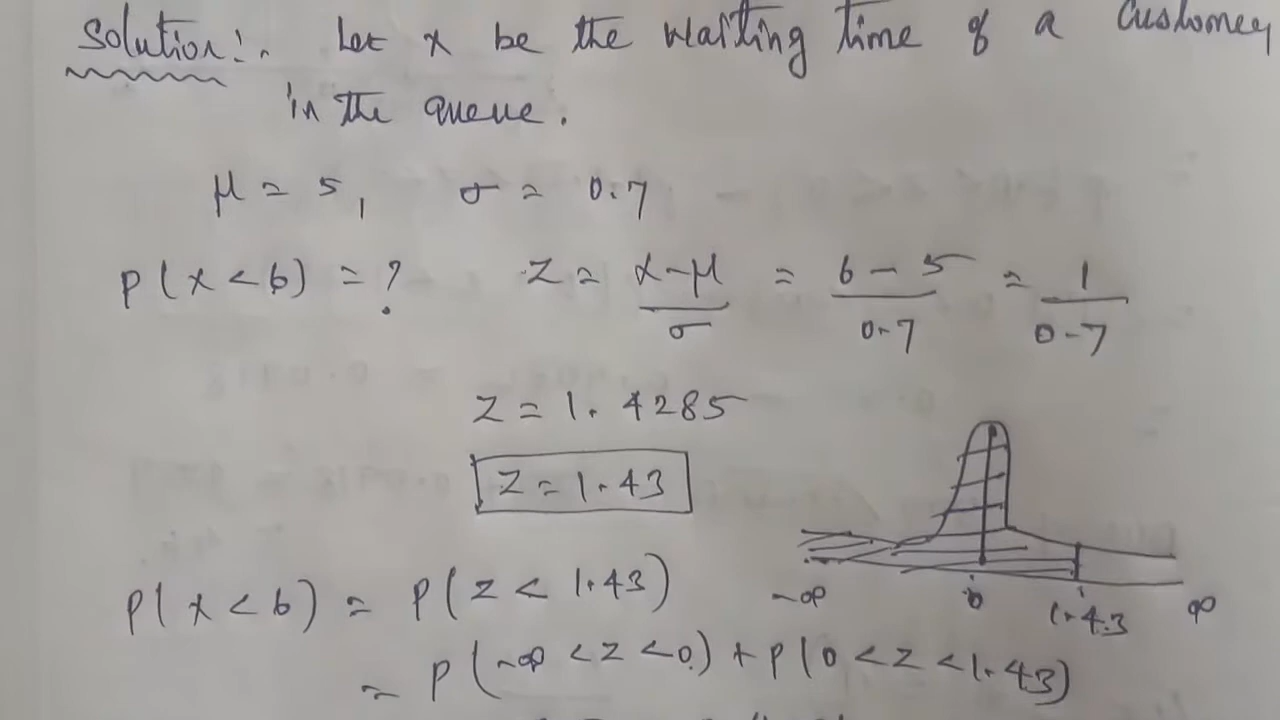 Solution:. Let x be the waiting time of a customer
in the queue.
μ = 5, σ = 0.7
P(x < 6) = ? Z = x-μ/σ = 6-5/0.7 = 1/0.7
Z = 1.4285
Z = 1.43
P(x < 6) = P(Z < 1.43)
-∞ 0 1.43 ∞
= P(-∞ < Z < 0) + P(0 < Z < 1.43)